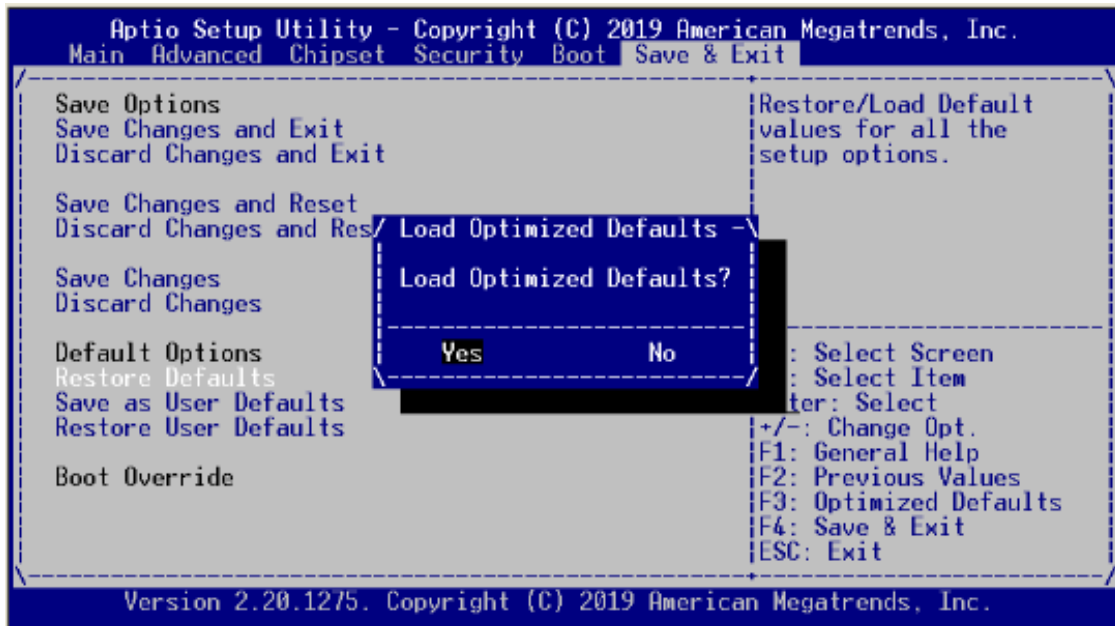 Aptio Setup Utility - Copyright (C) 2019 American Megatrends, Inc.
Main Advanced Chipset Security Boot Save & Exit
Save Options
Save Changes and Exit
Discard Changes and Exit
Save Changes and Reset
Discard Changes and Res
Save Changes
Discard Changes
Default Options
Restore Defaults
Save as User Defaults
Restore User Defaults
Boot Override
Load Optimized Defaults
Load Optimized Defaults?
Yes No
Restore/Load Default
values for all the
setup options.
: Select Screen
: Select Item
ter: Select
+/-: Change Opt.
F1: General Help
F2: Previous Values
F3: Optimized Defaults
F4: Save & Exit
ESC: Exit
Version 2.20.1275. Copyright (C) 2019 American Megatrends, Inc.